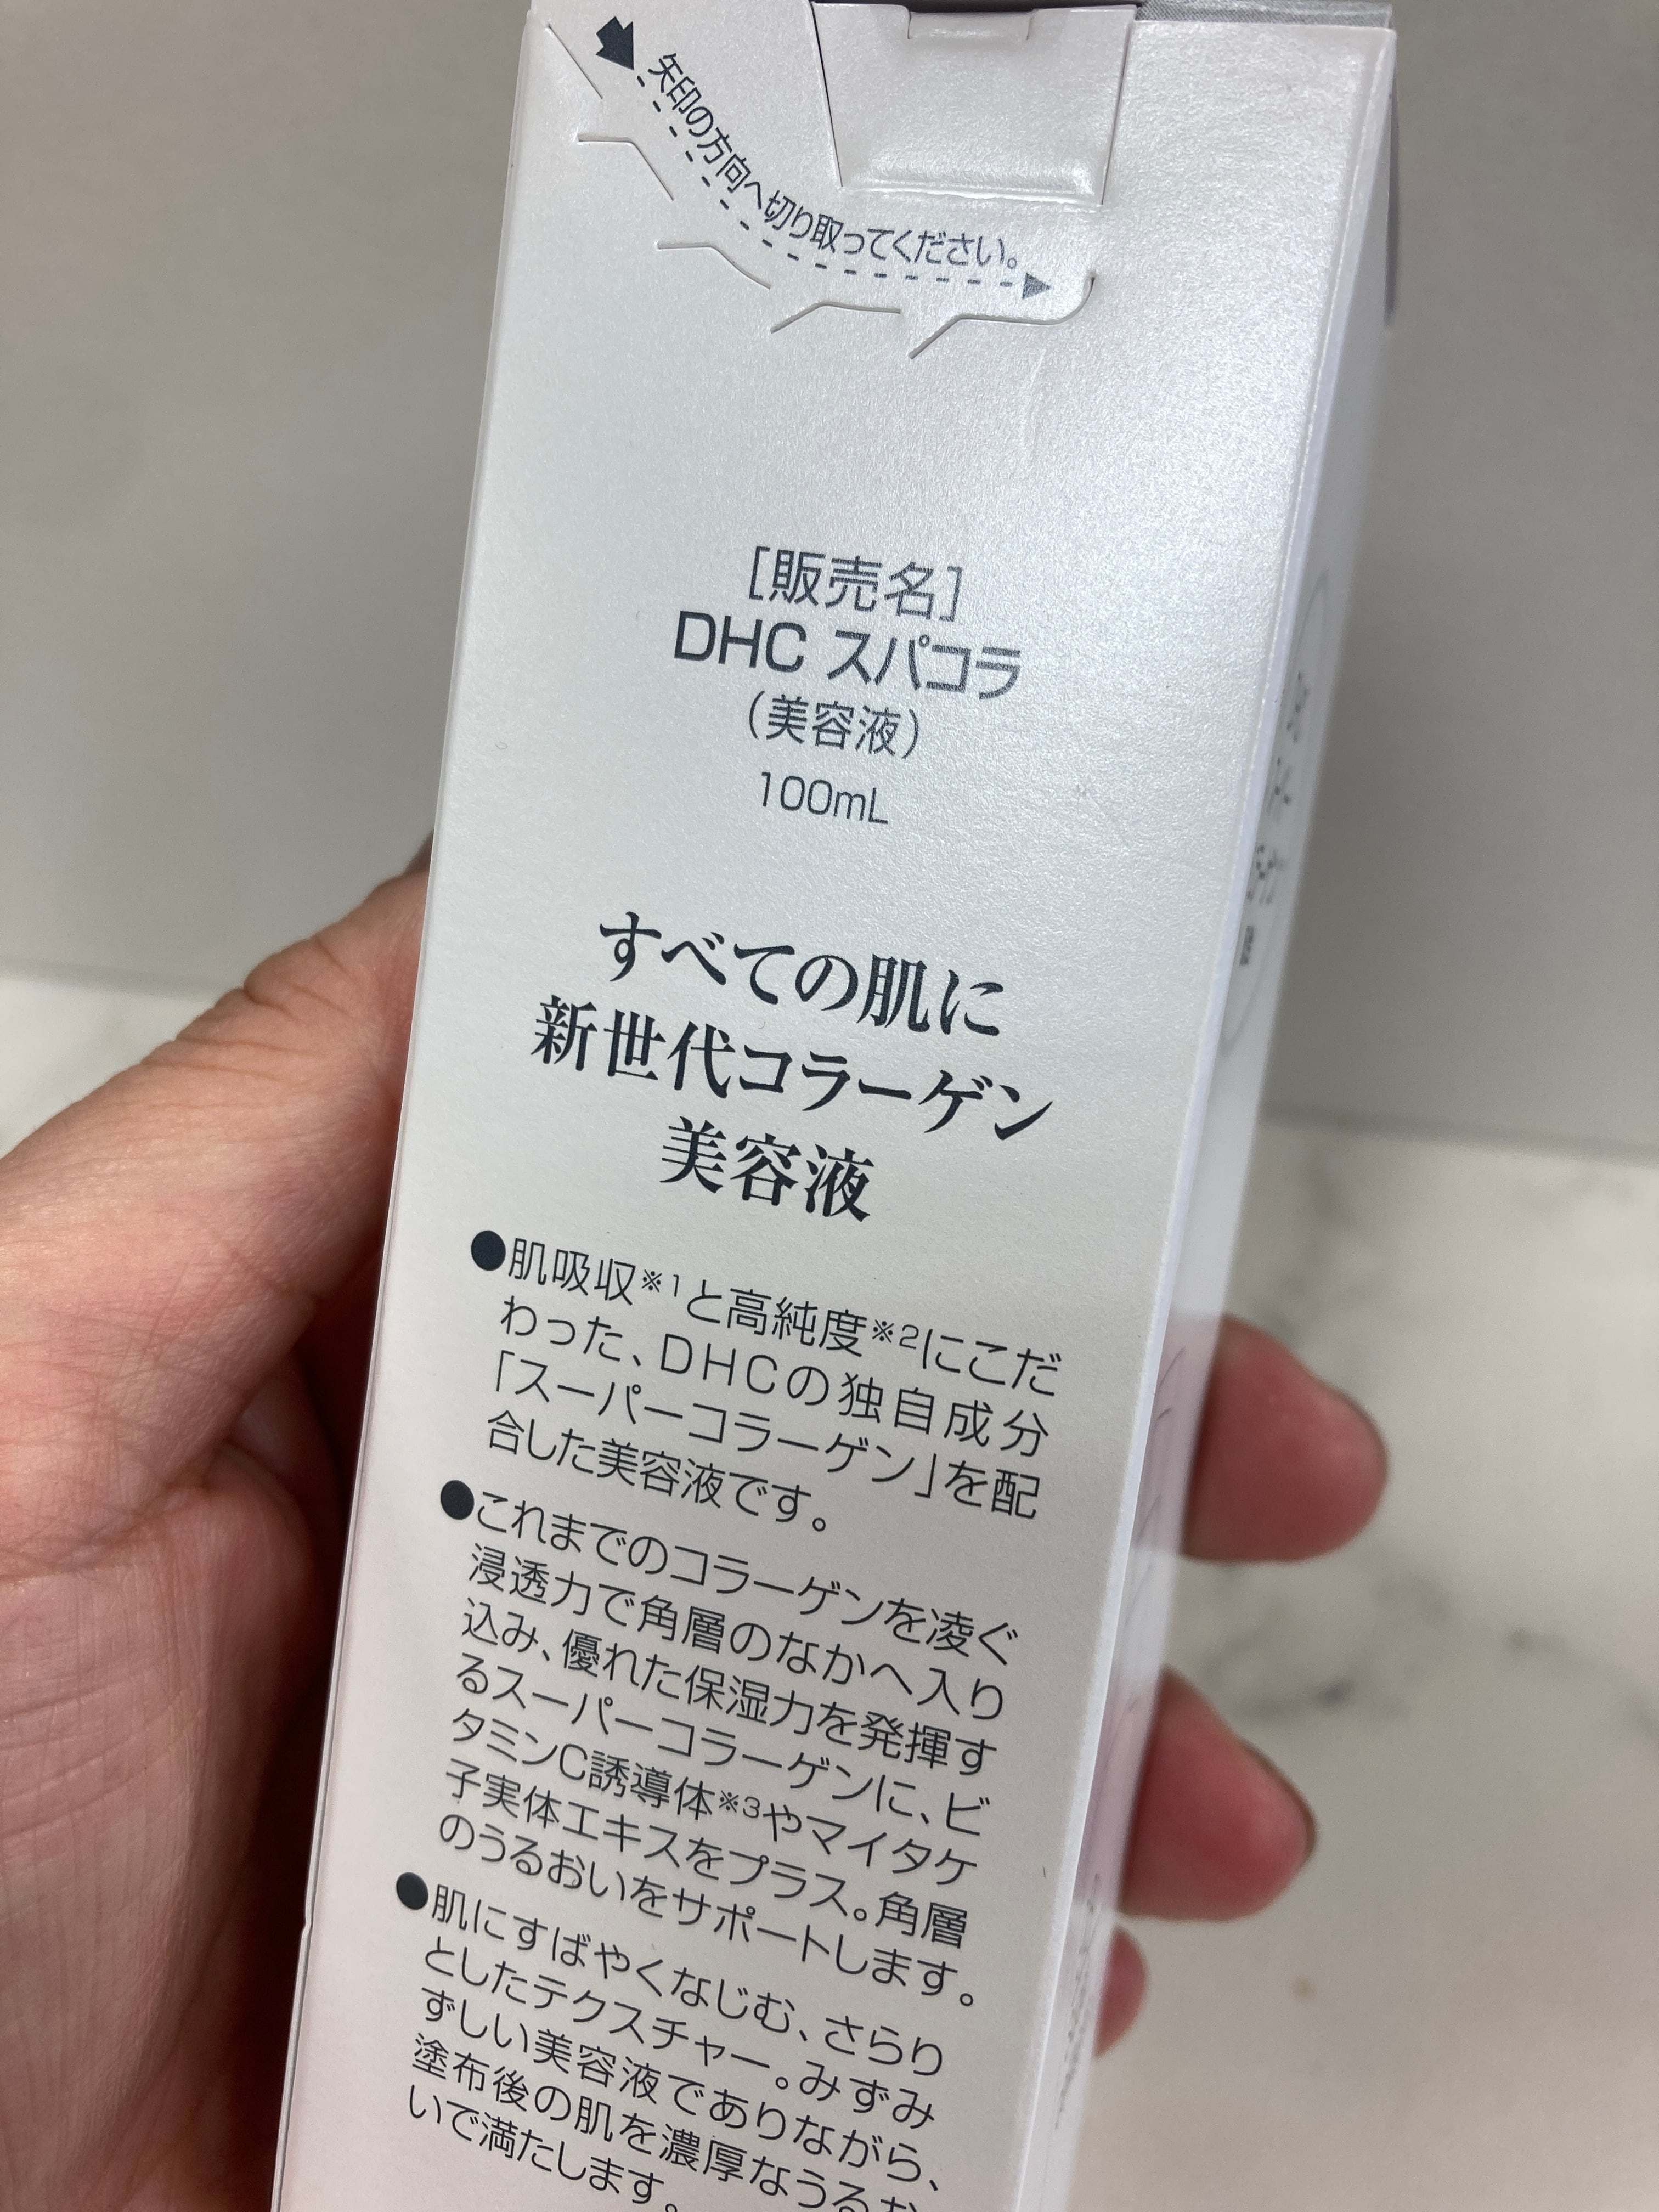 矢印の方向へ切り取ってください。
[販売名]
DHC スパコラ
(美容液)
100mL
すべての肌に
新世代コラーゲン
美容液
●肌吸収※1と高純度※2にこだ
わった、DHCの独自成分
「スーパーコラーゲン」を配
合した美容液です。
●これまでのコラーゲンを凌ぐ
浸透力で角層のなかへ入り
込み、優れた保湿力を発揮す
るスーパーコラーゲンに、ビ
タミンC誘導体※3やマイタケ
子実体エキスをプラス。角層
のうるおいをサポートします。
●肌にすばやくなじむ、さらり
としたテクスチャー。みずみ
ずしい美容液でありながら、
塗布後の肌を濃厚なうるお
いで満たします。